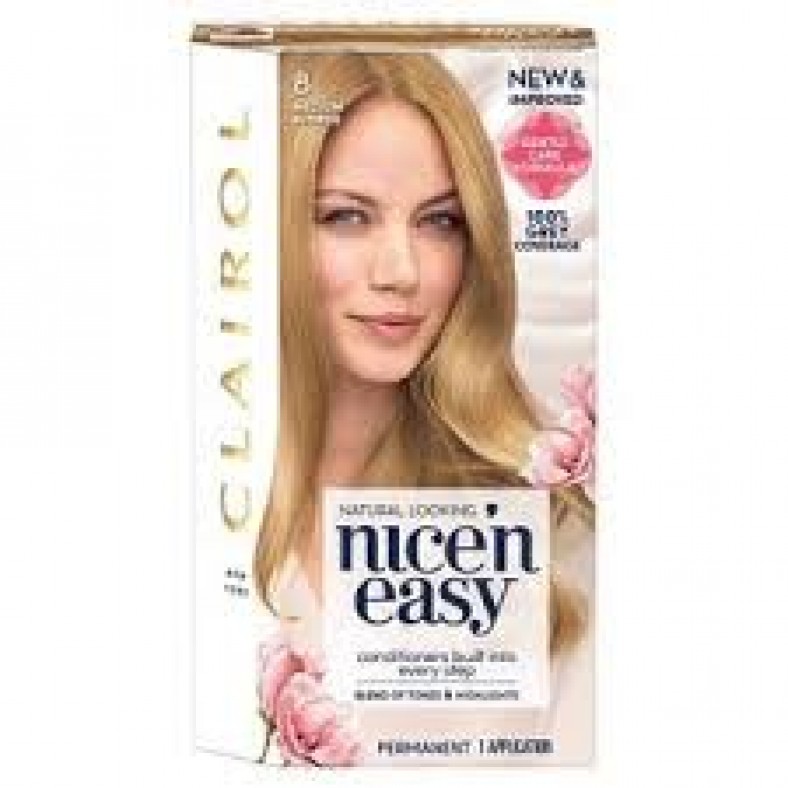 CLAIROL
8
NEW &
IMPROVED
100%
GREY
COVERAGE
NATURAL LOOKING
nice'n
easy
conditioners built into
every step
BLEND OF TONES & HIGHLIGHTS
PERMANENT 1 APPLICATION